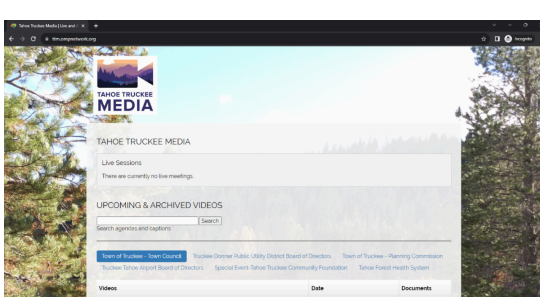 Tahoe Truckee Media | Live and
ttm.ompnetwork.org
Incognito
TAHOE TRUCKEE
MEDIA
TAHOE TRUCKEE MEDIA
Live Sessions
There are currently no live meetings.
UPCOMING & ARCHIVED VIDEOS
Search
Search agendas and captions
Town of Truckee - Town Council Truckee Donner Public Utility District Board of Directors Town of Truckee - Planning Commission
Truckee Tahoe Airport Board of Directors Special Event-Tahoe Truckee Community Foundation Tahoe Forest Health System
Videos Date Documents